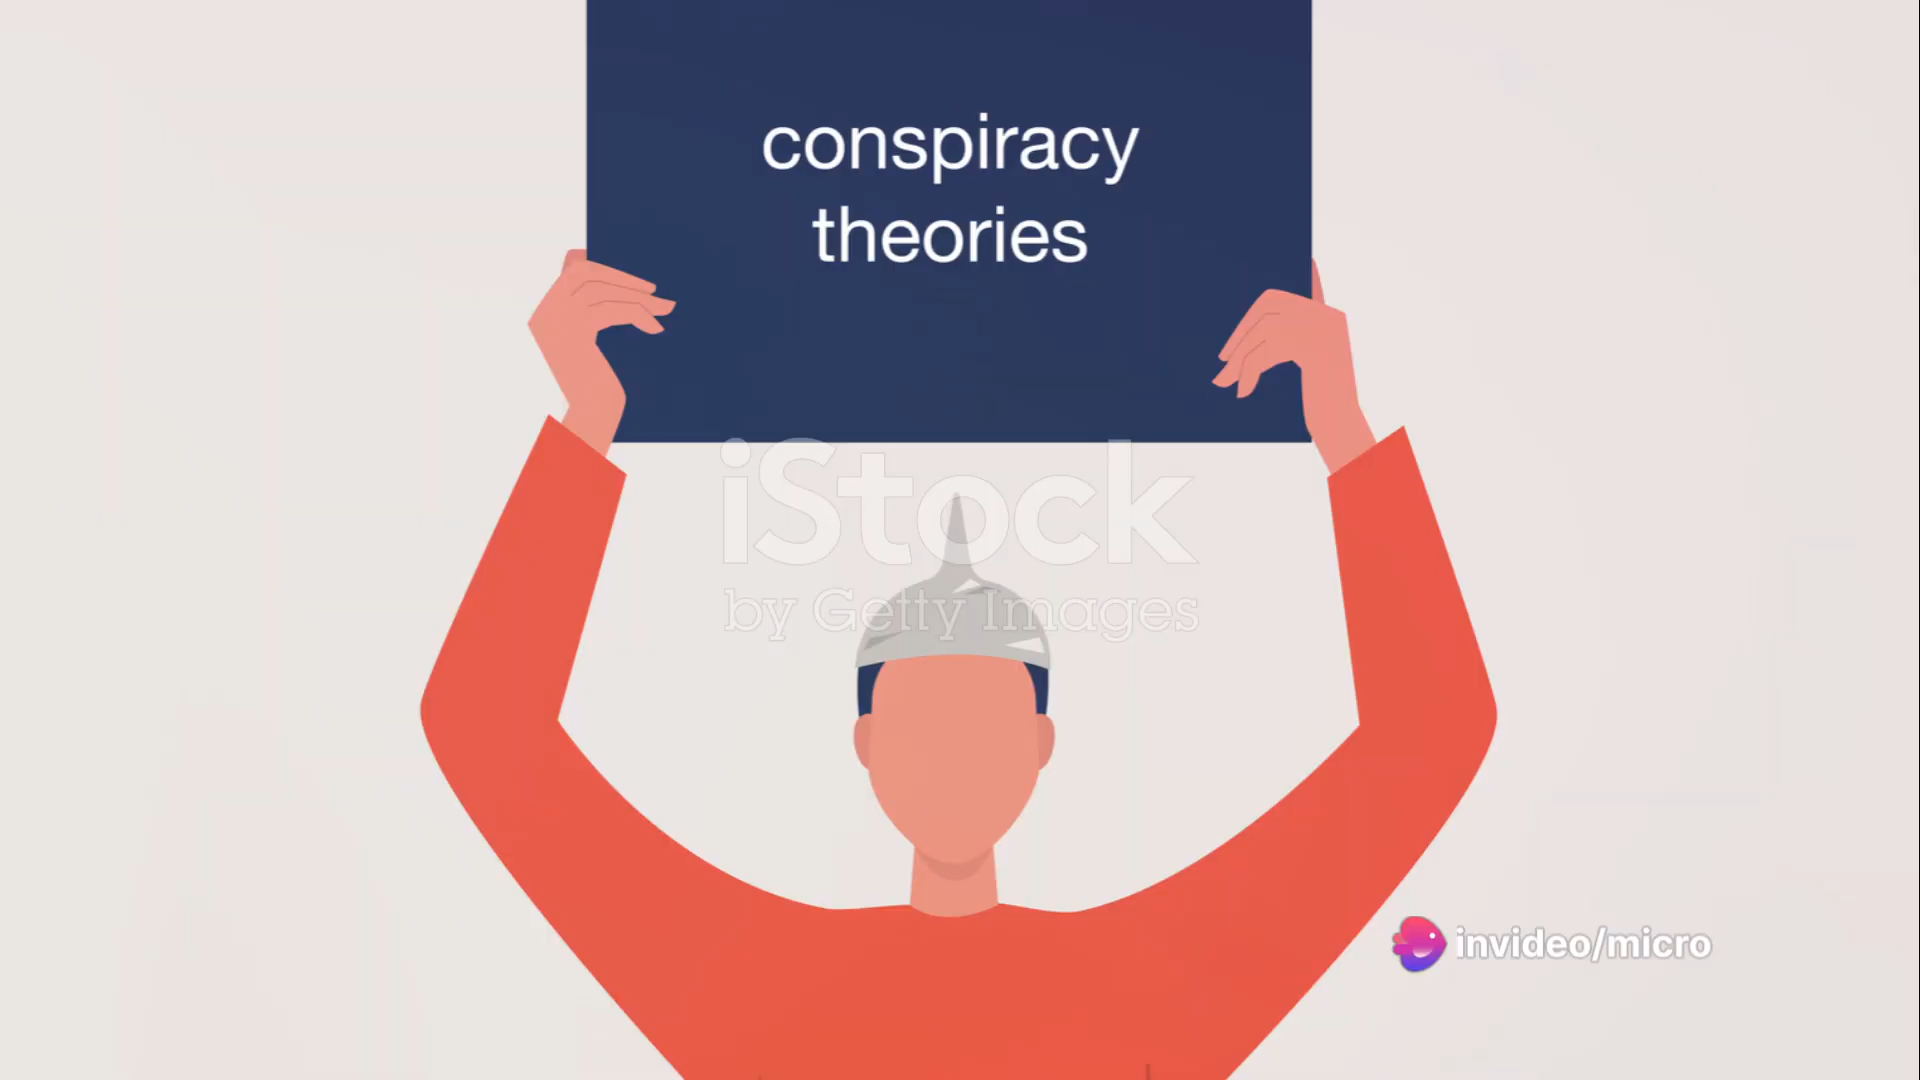 conspiracy
theories
iStock
by Getty Images
invideo/micro